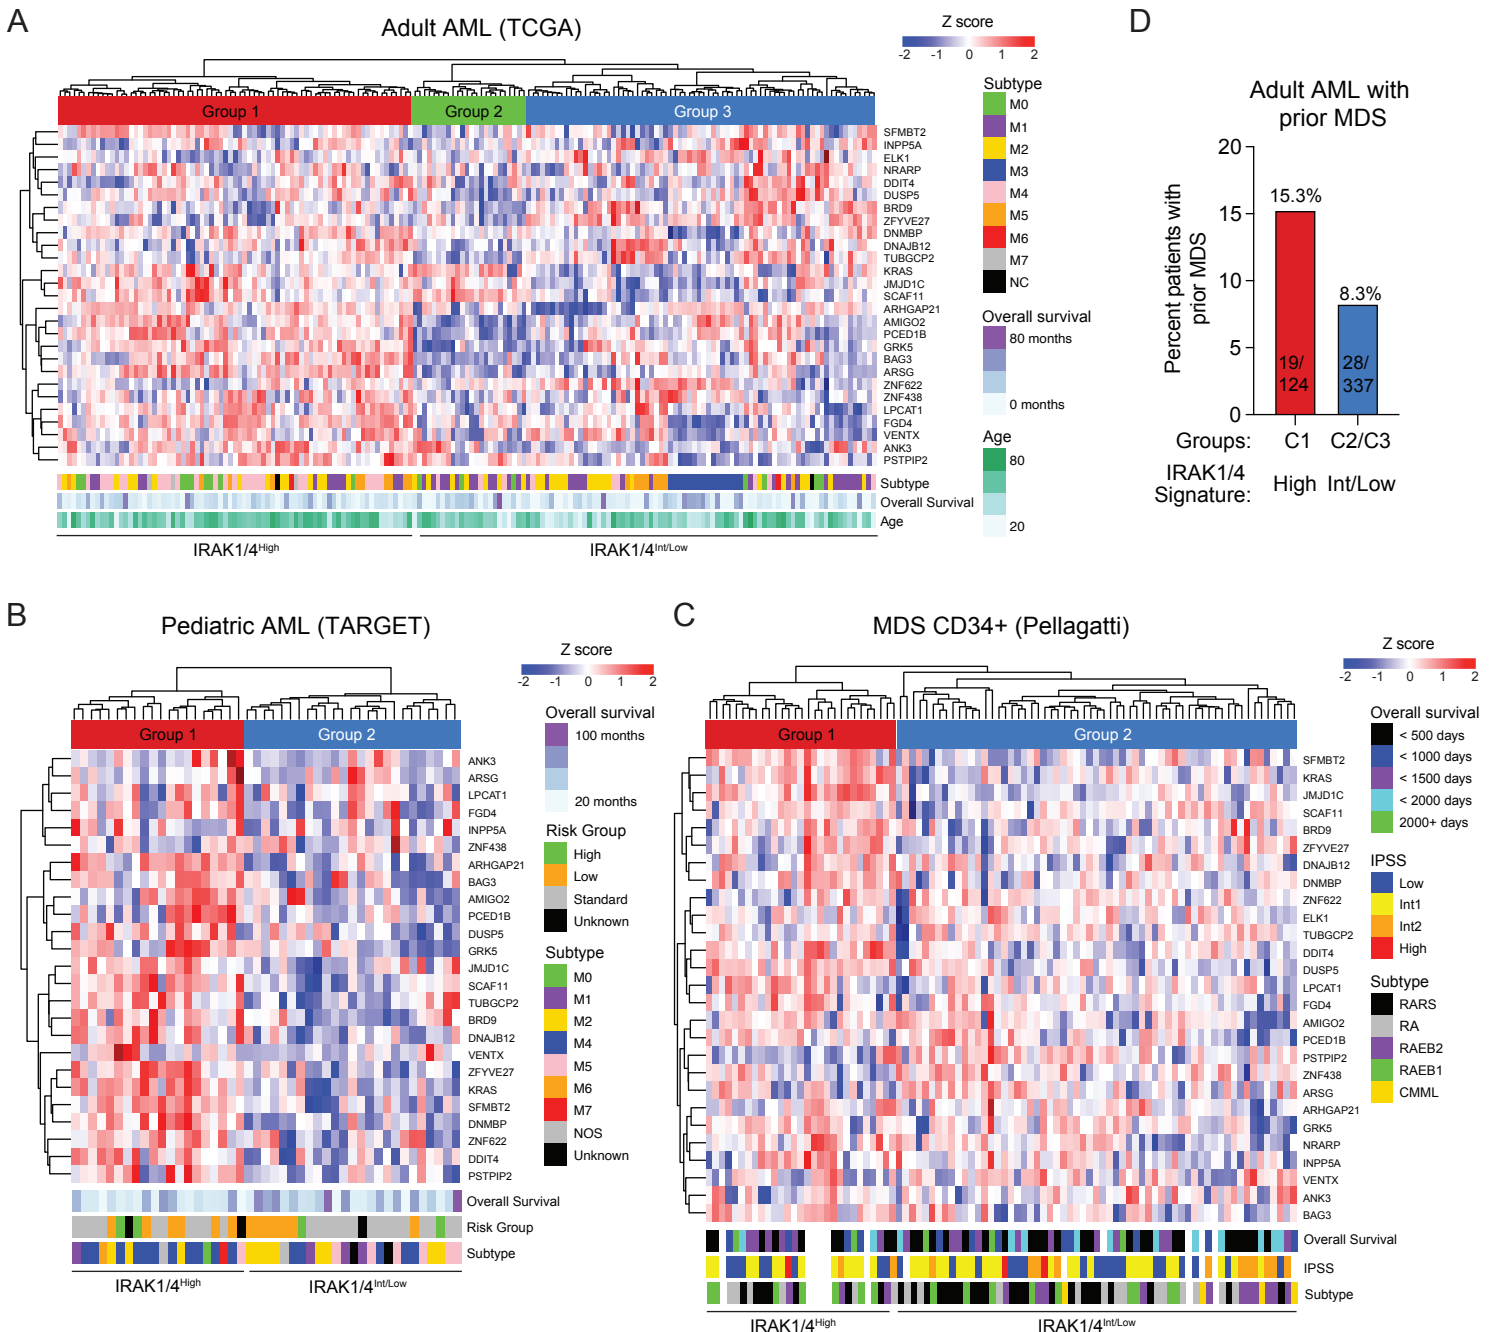 A
Adult AML (TCGA)
Z score
-2 -1 0 1 2
Group 1
Group 2
Group 3
SFMBT2
INPP5A
ELK1
NRARP
DDIT4
DUSP5
BRD9
ZFYVE27
DNMBP
DNAJB12
TUBGCP2
KRAS
JMJD1C
SCAF11
ARHGAP21
AMIGO2
PCED1B
GRK5
BAG3
ARSG
ZNF622
ZNF438
LPCAT1
FGD4
VENTX
ANK3
PSTPIP2
Subtype
Overall Survival
Age
IRAK1/4High
IRAK1/4Int/Low
Subtype
M0
M1
M2
M3
M4
M5
M6
M7
NC
Overall survival
80 months
0 months
Age
80
20
D
Adult AML with
prior MDS
Percent patients with
prior MDS
20
15
10
5
0
15.3%
8.3%
19/
124
28/
337
Groups: C1 C2/C3
IRAK1/4
Signature: High Int/Low
B
Pediatric AML (TARGET)
Z score
-2 -1 0 1 2
Group 1
Group 2
ANK3
ARSG
LPCAT1
FGD4
INPP5A
ZNF438
ARHGAP21
BAG3
AMIGO2
PCED1B
DUSP5
GRK5
JMJD1C
SCAF11
TUBGCP2
BRD9
DNAJB12
VENTX
ZFYVE27
KRAS
SFMBT2
DNMBP
ZNF622
DDIT4
PSTPIP2
Overall Survival
Risk Group
Subtype
IRAK1/4High
IRAK1/4Int/Low
Overall survival
100 months
20 months
Risk Group
High
Low
Standard
Unknown
Subtype
M0
M1
M2
M4
M5
M6
M7
NOS
Unknown
C
MDS CD34+ (Pellagatti)
Z score
-2 -1 0 1 2
Group 1
Group 2
SFMBT2
KRAS
JMJD1C
SCAF11
BRD9
ZFYVE27
DNAJB12
DNMBP
ZNF622
ELK1
TUBGCP2
DDIT4
DUSP5
LPCAT1
FGD4
AMIGO2
PCED1B
PSTPIP2
ZNF438
ARSG
ARHGAP21
GRK5
NRARP
INPP5A
VENTX
ANK3
BAG3
Overall Survival
IPSS
Subtype
IRAK1/4High
IRAK1/4Int/Low
Overall survival
< 500 days
< 1000 days
< 1500 days
< 2000 days
2000+ days
IPSS
Low
Int1
Int2
High
Subtype
RARS
RA
RAEB2
RAEB1
CMML